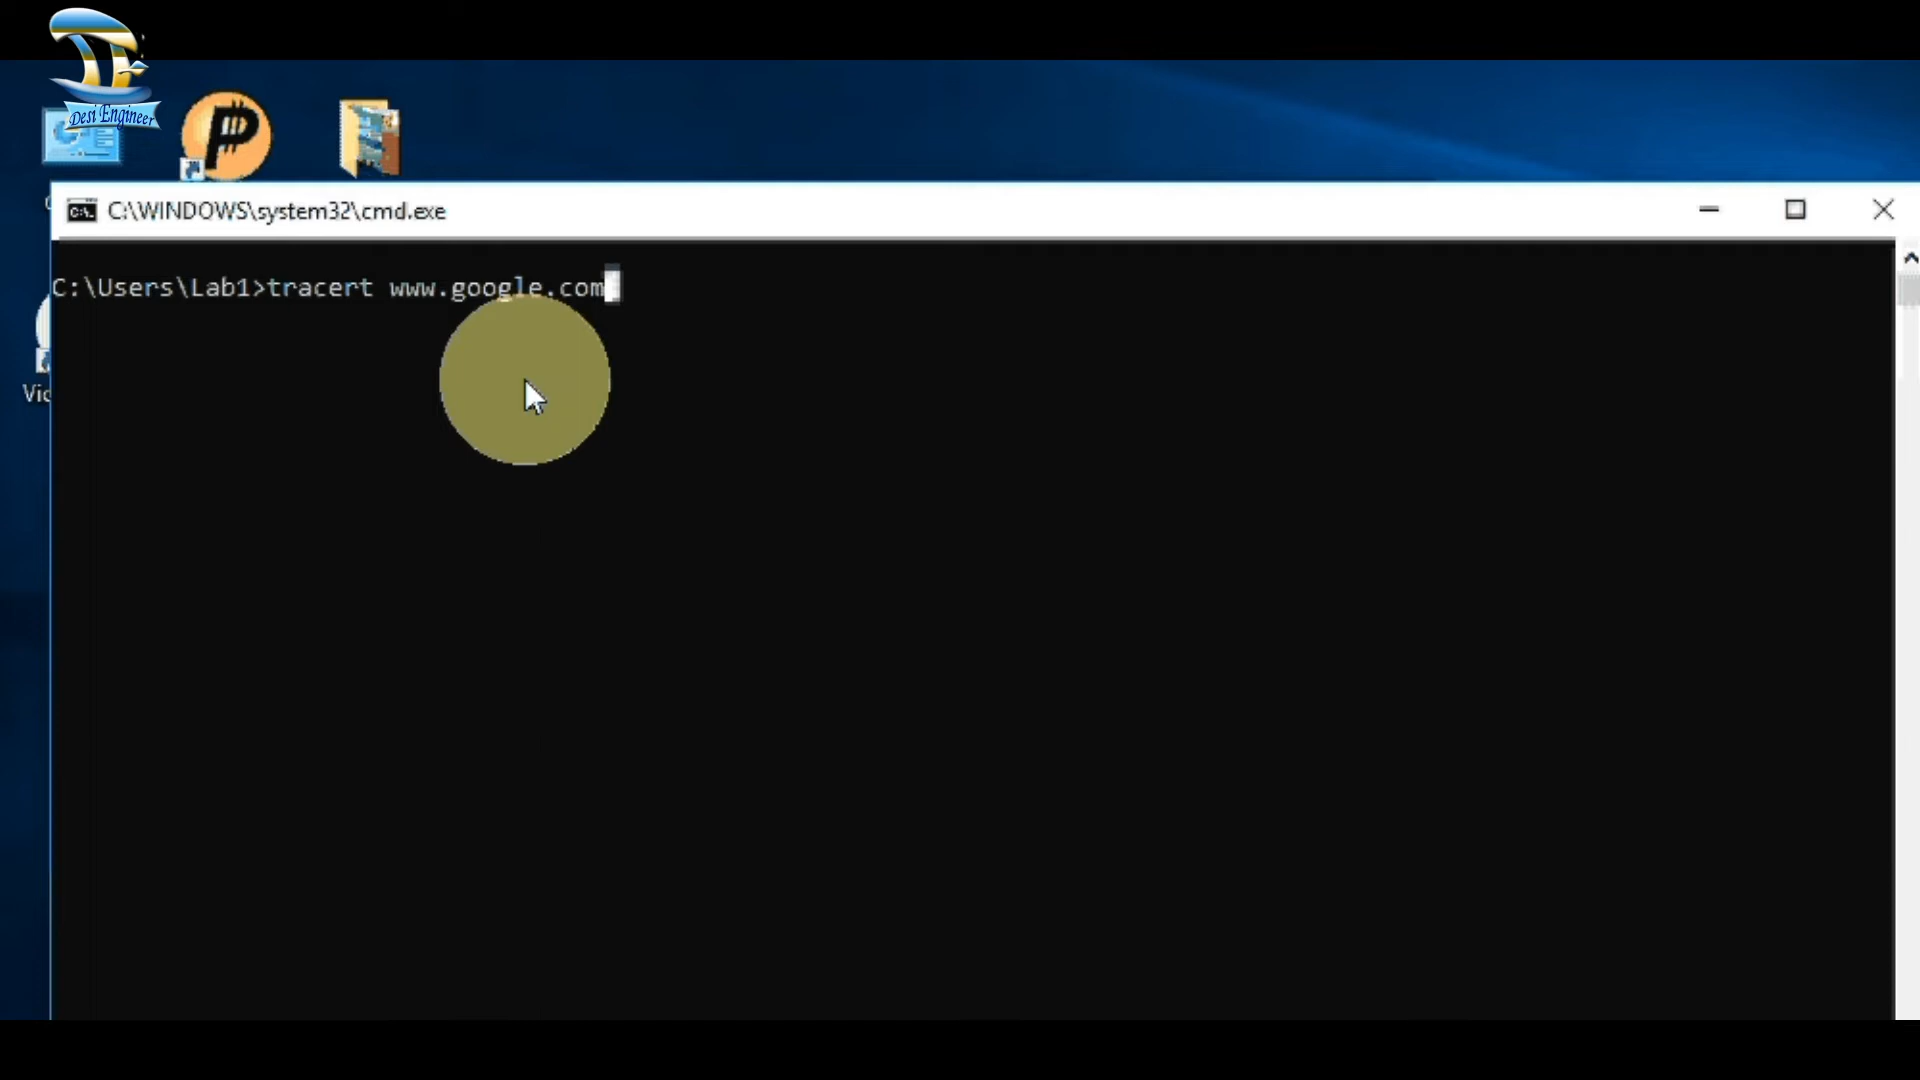 Desi Engineer
C:\WINDOWS\system32\cmd.exe
C:\Users\Lab1>tracert www.google.com